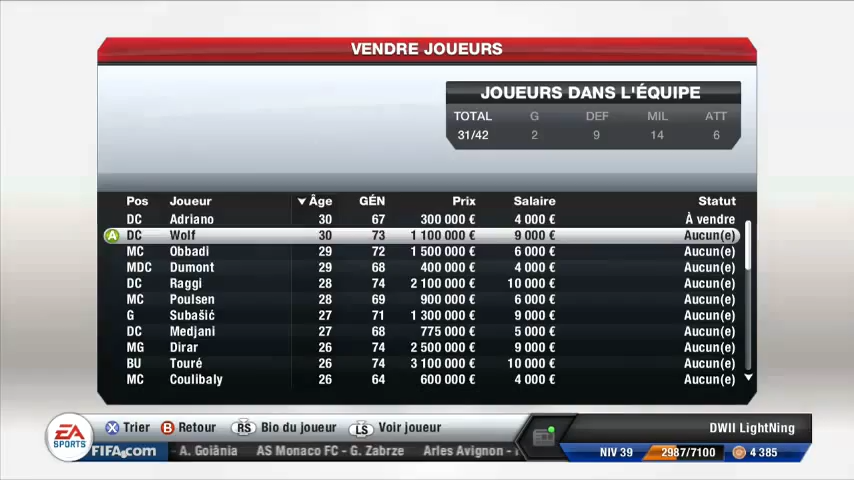 VENDRE JOUEURS
JOUEURS DANS L'ÉQUIPE
TOTAL G DEF MIL ATT
31/42 2 9 14 6
Pos Joueur Âge GÉN Prix Salaire Statut
DC Adriano 30 67 300 000 € 4 000 € À vendre
A DC Wolf 30 73 1 100 000 € 9 000 € Aucun(e)
MC Obbadi 29 72 1 500 000 € 6 000 € Aucun(e)
MDC Dumont 29 68 400 000 € 4 000 € Aucun(e)
DC Raggi 28 74 2 100 000 € 10 000 € Aucun(e)
MC Poulsen 28 69 900 000 € 6 000 € Aucun(e)
G Subašić 27 71 1 300 000 € 9 000 € Aucun(e)
DC Medjani 27 68 775 000 € 5 000 € Aucun(e)
MG Dirar 26 74 2 500 000 € 9 000 € Aucun(e)
BU Touré 26 74 3 100 000 € 10 000 € Aucun(e)
MC Coulibaly 26 64 600 000 € 4 000 € Aucun(e)
EA SPORTS
X Trier B Retour RS Bio du joueur LS Voir joueur
DWII LightNing
FIFA.com - A. Goiânia AS Monaco FC - G. Zabrze Arles Avignon -
NIV 39 2987/7100 4 385